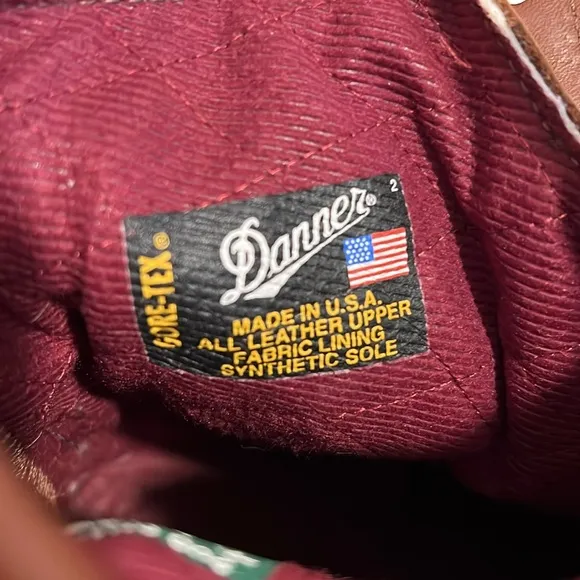 2
Danner®
GORE-TEX®
MADE IN U.S.A.
ALL LEATHER UPPER
FABRIC LINING
SYNTHETIC SOLE